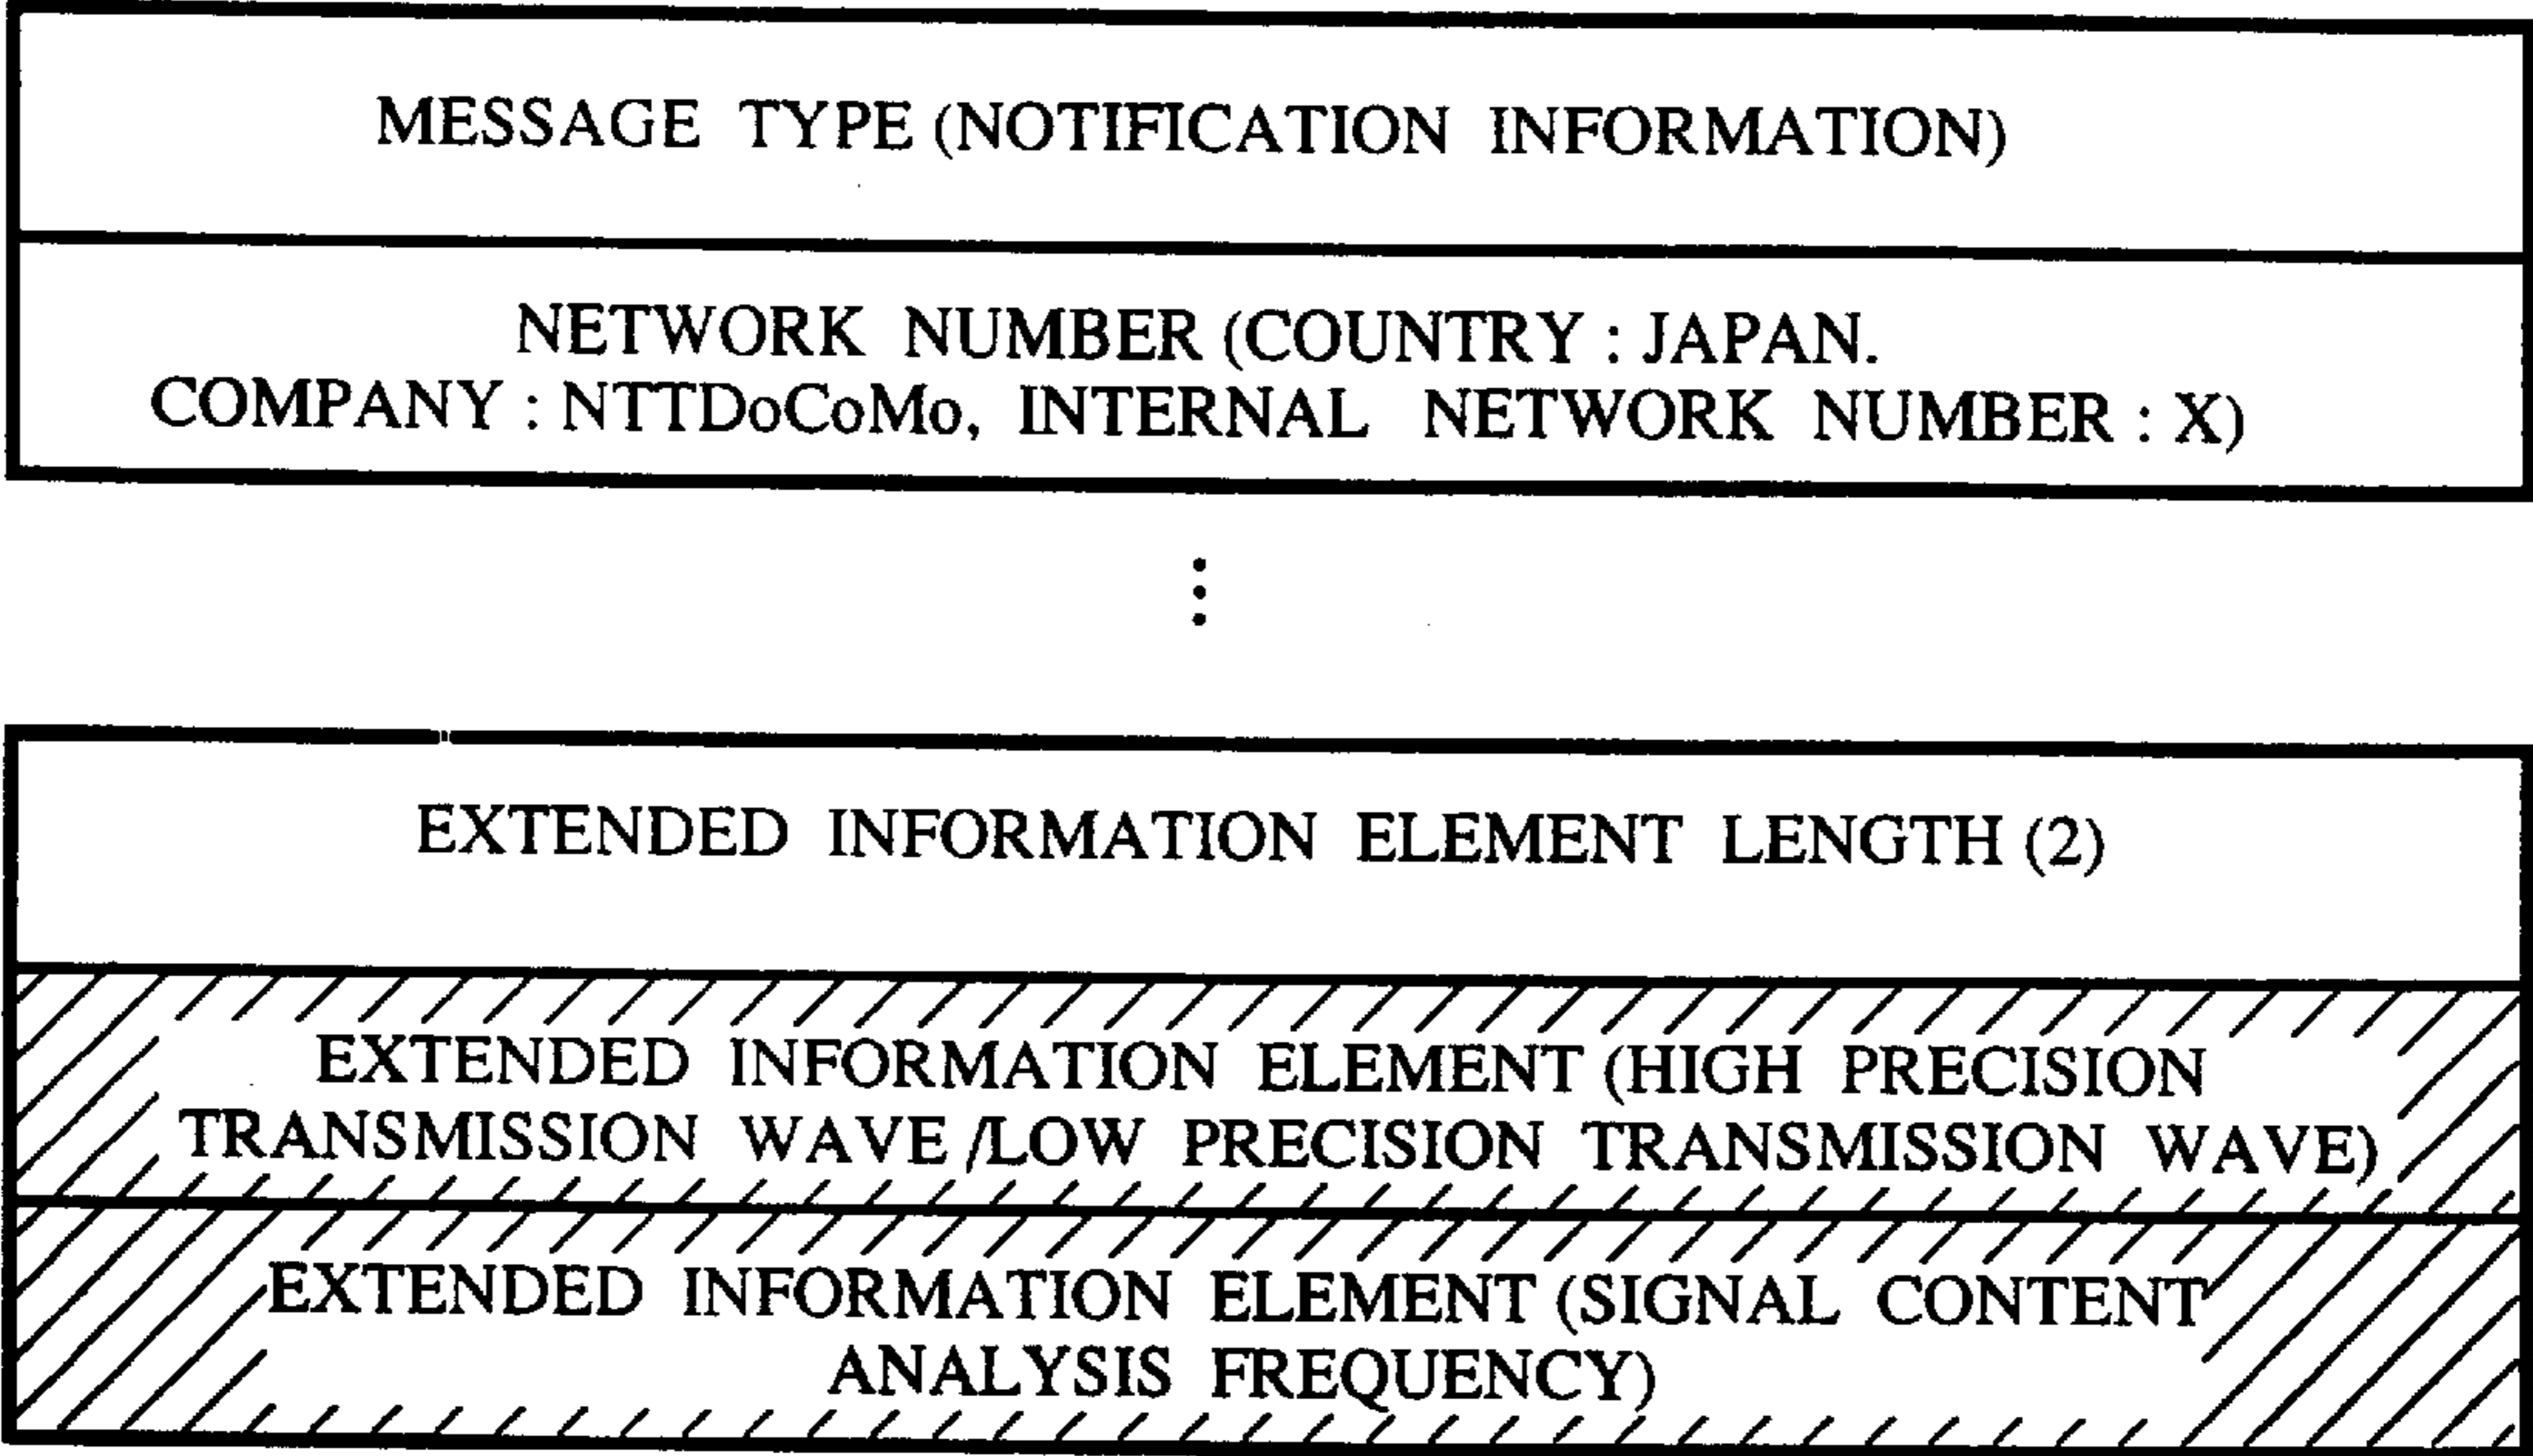 MESSAGE TYPE (NOTIFICATION INFORMATION)
NETWORK NUMBER (COUNTRY : JAPAN.
COMPANY : NTTDoCoMo, INTERNAL NETWORK NUMBER : X)
EXTENDED INFORMATION ELEMENT LENGTH (2)
EXTENDED INFORMATION ELEMENT (HIGH PRECISION
TRANSMISSION WAVE /LOW PRECISION TRANSMISSION WAVE)
EXTENDED INFORMATION ELEMENT (SIGNAL CONTENT
ANALYSIS FREQUENCY)